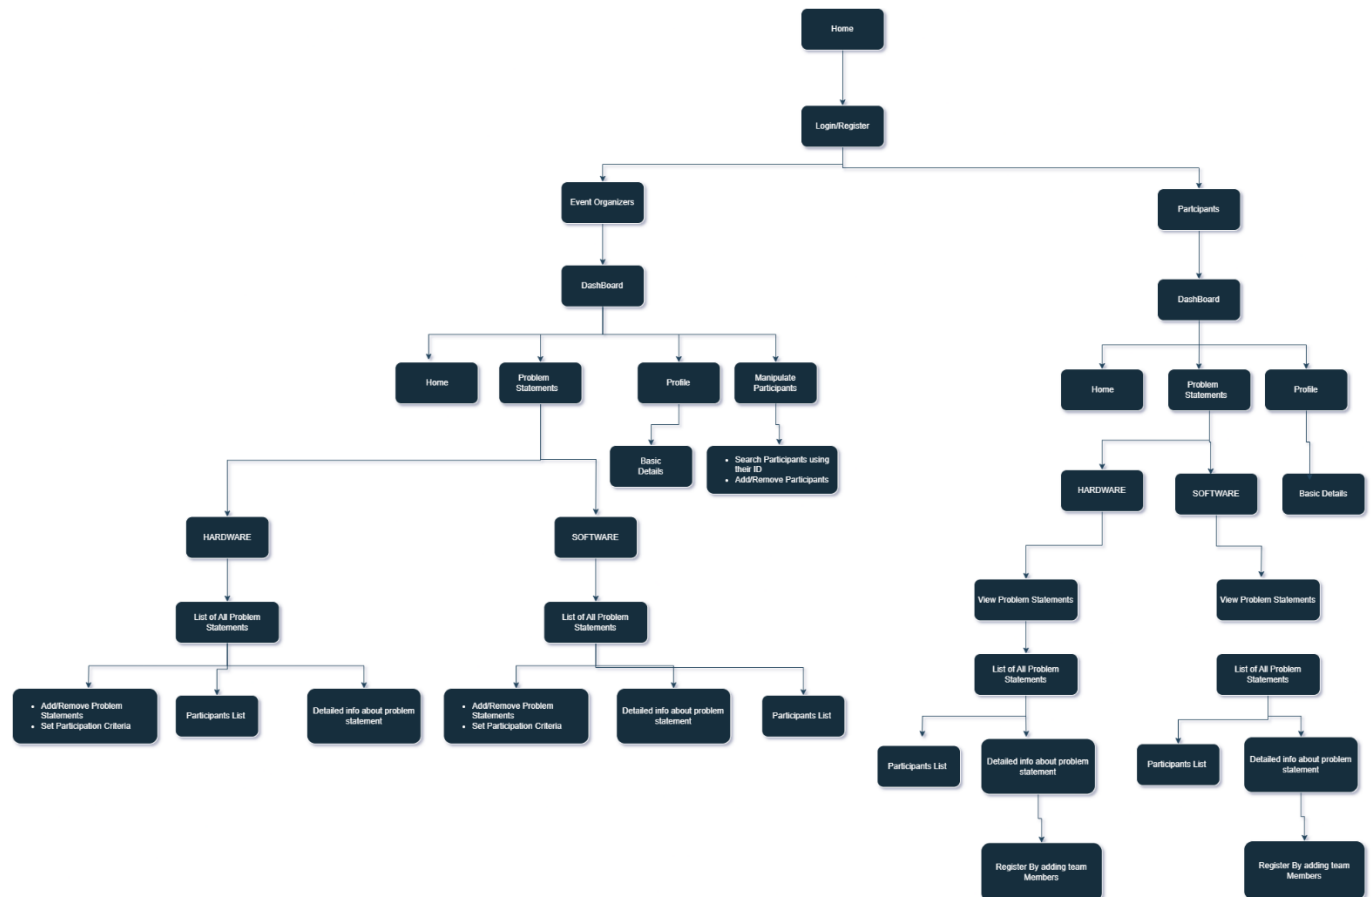 Home
Login/Register
Event Organizers
Partcipants
DashBoard
DashBoard
Home
Problem
Statements
Profile
Manipulate
Participants
Home
Problem
Statements
Profile
Basic
Details
• Search Participants using
their ID
• Add/Remove Participants
HARDWARE
SOFTWARE
Basic Details
HARDWARE
SOFTWARE
View Problem Statements
View Problem Statements
List of All Problem
Statements
List of All Problem
Statements
List of All Problem
Statements
List of All Problem
Statements
• Add/Remove Problem
Statements
• Set Participation Criteria
Participants List
Detailed info about problem
statement
• Add/Remove Problem
Statements
• Set Participation Criteria
Detailed info about problem
statement
Participants List
Participants List
Detailed info about problem
statement
Participants List
Detailed info about problem
statement
Register By adding team
Members
Register By adding team
Members